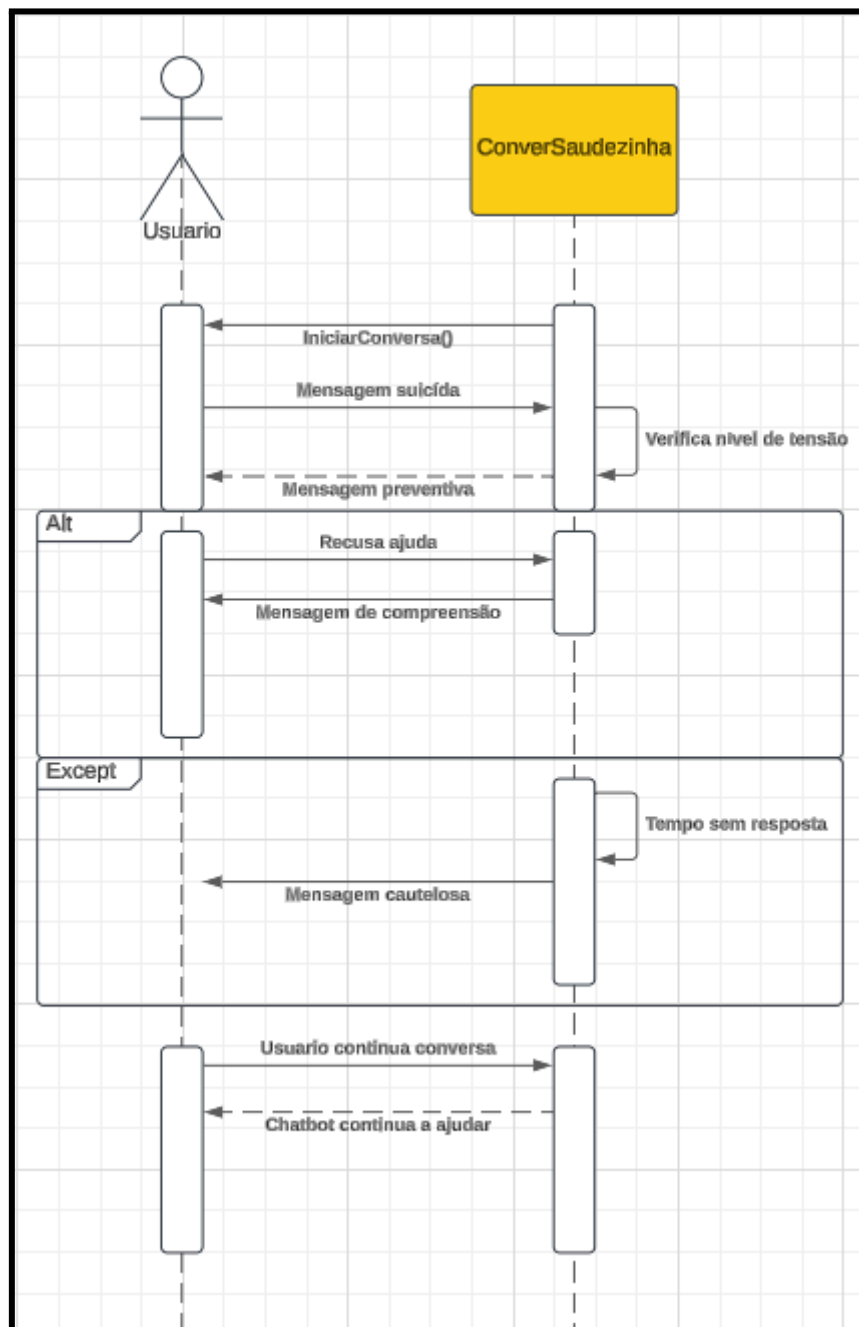 ConverSaudezinha
Usuario
IniciarConversa()
Mensagem suicída
Verifica nível de tensão
Mensagem preventiva
Alt
Recusa ajuda
Mensagem de compreensão
Except
Tempo sem resposta
Mensagem cautelosa
Usuario continua conversa
Chatbot continua a ajudar